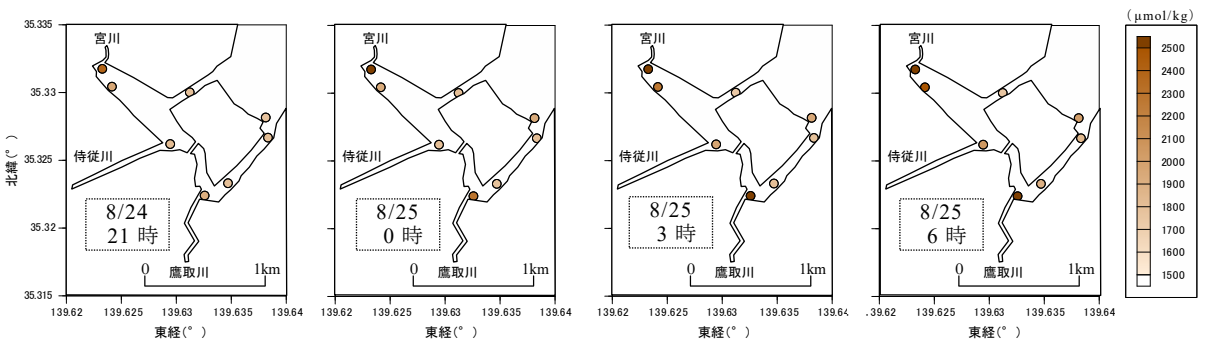 35.335
35.33
35.325
35.32
35.315
北緯(°)
宮川
侍従川
8/24
21 時
0 1km
鷹取川
139.62 139.625 139.63 139.635 139.64
東経(°)
宮川
侍従川
8/25
0 時
0 1km
鷹取川
139.62 139.625 139.63 139.635 139.64
東経(°)
宮川
侍従川
8/25
3 時
0 1km
鷹取川
139.62 139.625 139.63 139.635 139.64
東経(°)
宮川
侍従川
8/25
6 時
0 1km
鷹取川
.39.62 139.625 139.63 139.635 139.64
東経(°)
(μmol/kg)
2500
2400
2300
2200
2100
2000
1900
1800
1700
1600
1500